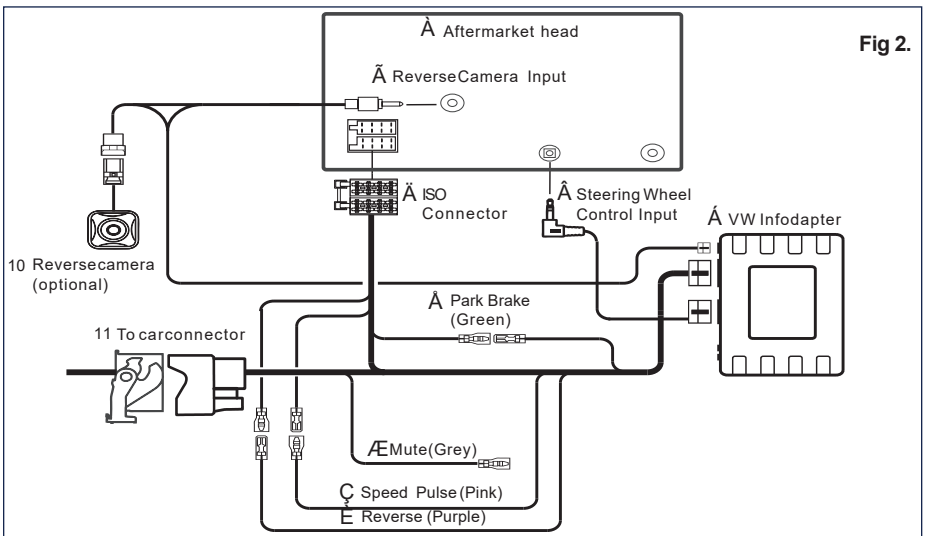 À Aftermarket head
Fig 2.
Ã ReverseCamera Input
Ä ISO
Connector
Â Steering Wheel
Control Input
Á VW Infodapter
10 Reversecamera
(optional)
Å Park Brake
(Green)
11 To carconnector
Æ Mute(Grey)
Ç Speed Pulse (Pink)
È Reverse (Purple)